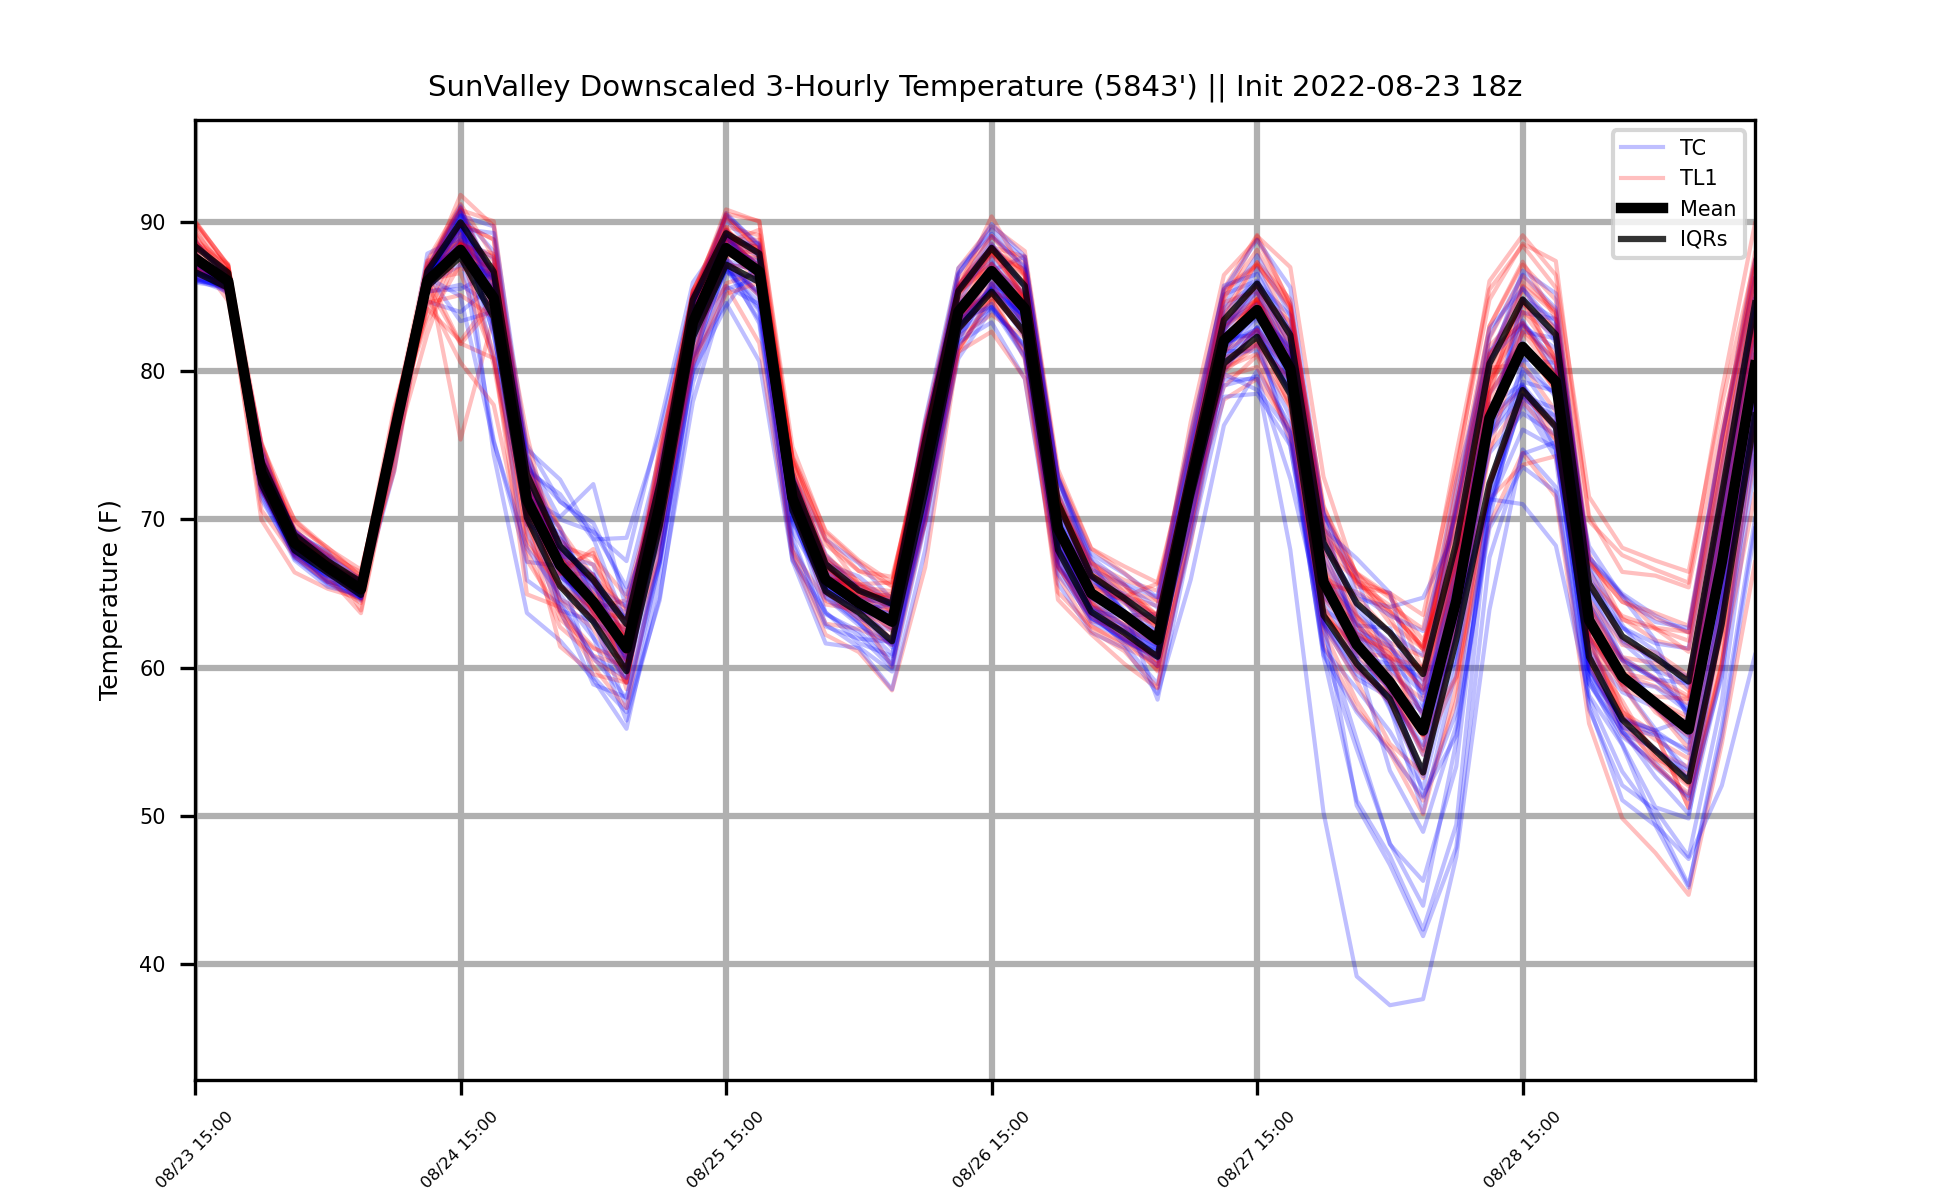 SunValley Downscaled 3-Hourly Temperature (5843') || Init 2022-08-23 18z
TC
TL1
Mean
IQRs
Temperature (F)
90
80
70
60
50
40
08/23 15:00
08/24 15:00
08/25 15:00
08/26 15:00
08/27 15:00
08/28 15:00